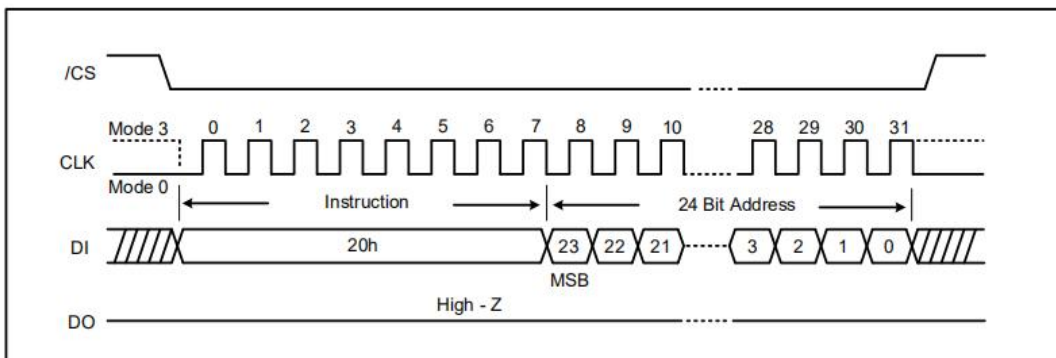 /CS
Mode 3 0 1 2 3 4 5 6 7 8 9 10 28 29 30 31
CLK
Mode 0
Instruction 24 Bit Address
DI 20h 23 22 21 3 2 1 0
MSB
High - Z
DO